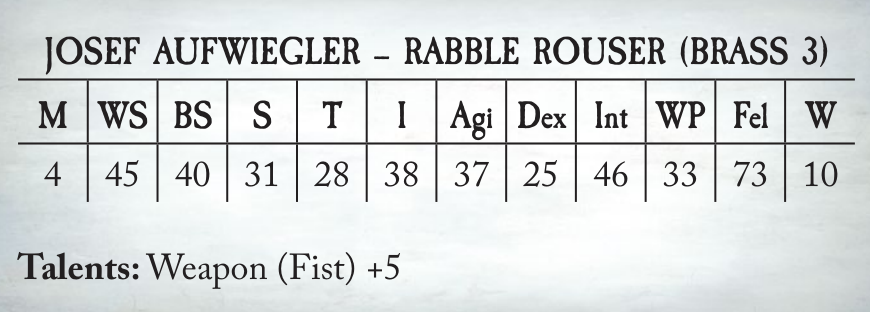 JOSEF AUFWIEGLER – RABBLE ROUSER (BRASS 3)
M WS BS S T I Agi Dex Int WP Fel W
4 45 40 31 28 38 37 25 46 33 73 10
Talents: Weapon (Fist) +5